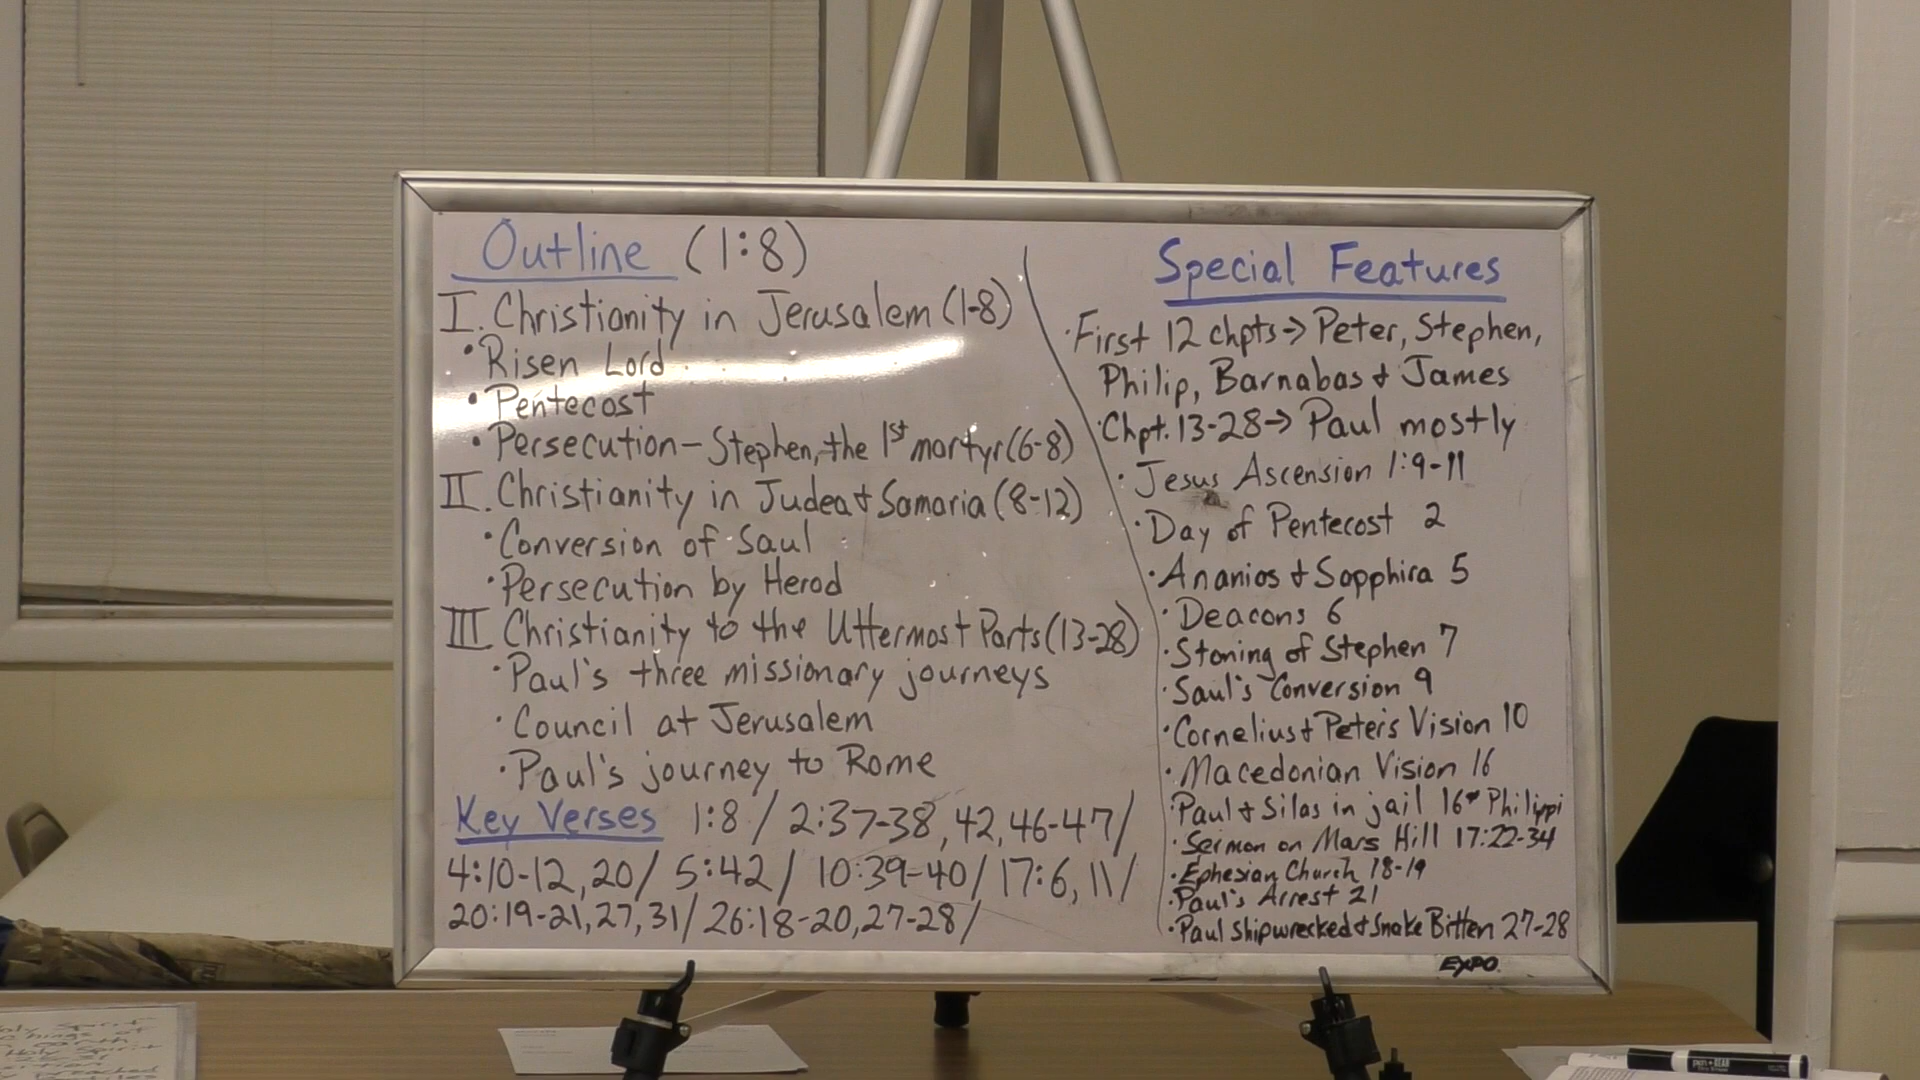 Outline (1:8)
I. Christianity in Jerusalem (1-8)
• Risen Lord
• Pentecost
• Persecution - Stephen, the 1st martyr (6-8)
II. Christianity in Judea + Samaria (8-12)
• Conversion of Saul
• Persecution by Herod
III Christianity to the Uttermost Parts (13-28)
• Paul's three missionary journeys
• Council at Jerusalem
• Paul's journey to Rome
Key Verses 1:8 / 2:37-38, 42, 46-47 /
4:10-12, 20 / 5:42 / 10:39-40 / 17:6, 11 /
20:19-21, 27, 31 / 26:18-20, 27-28 /
Special Features
• First 12 chpts → Peter, Stephen,
Philip, Barnabas + James
• Chpt. 13-28 → Paul mostly
• Jesus Ascension 1:9-11
• Day of Pentecost 2
• Ananias + Sapphira 5
• Deacons 6
• Stoning of Stephen 7
• Saul's Conversion 9
• Cornelius + Peter's Vision 10
• Macedonian Vision 16
• Paul + Silas in jail 16 Philippi
• Sermon on Mars Hill 17:22-34
• Ephesian Church 18-19
• Paul's Arrest 21
• Paul Shipwrecked + Snake Bitten 27-28
EXPO
Holy Spirit